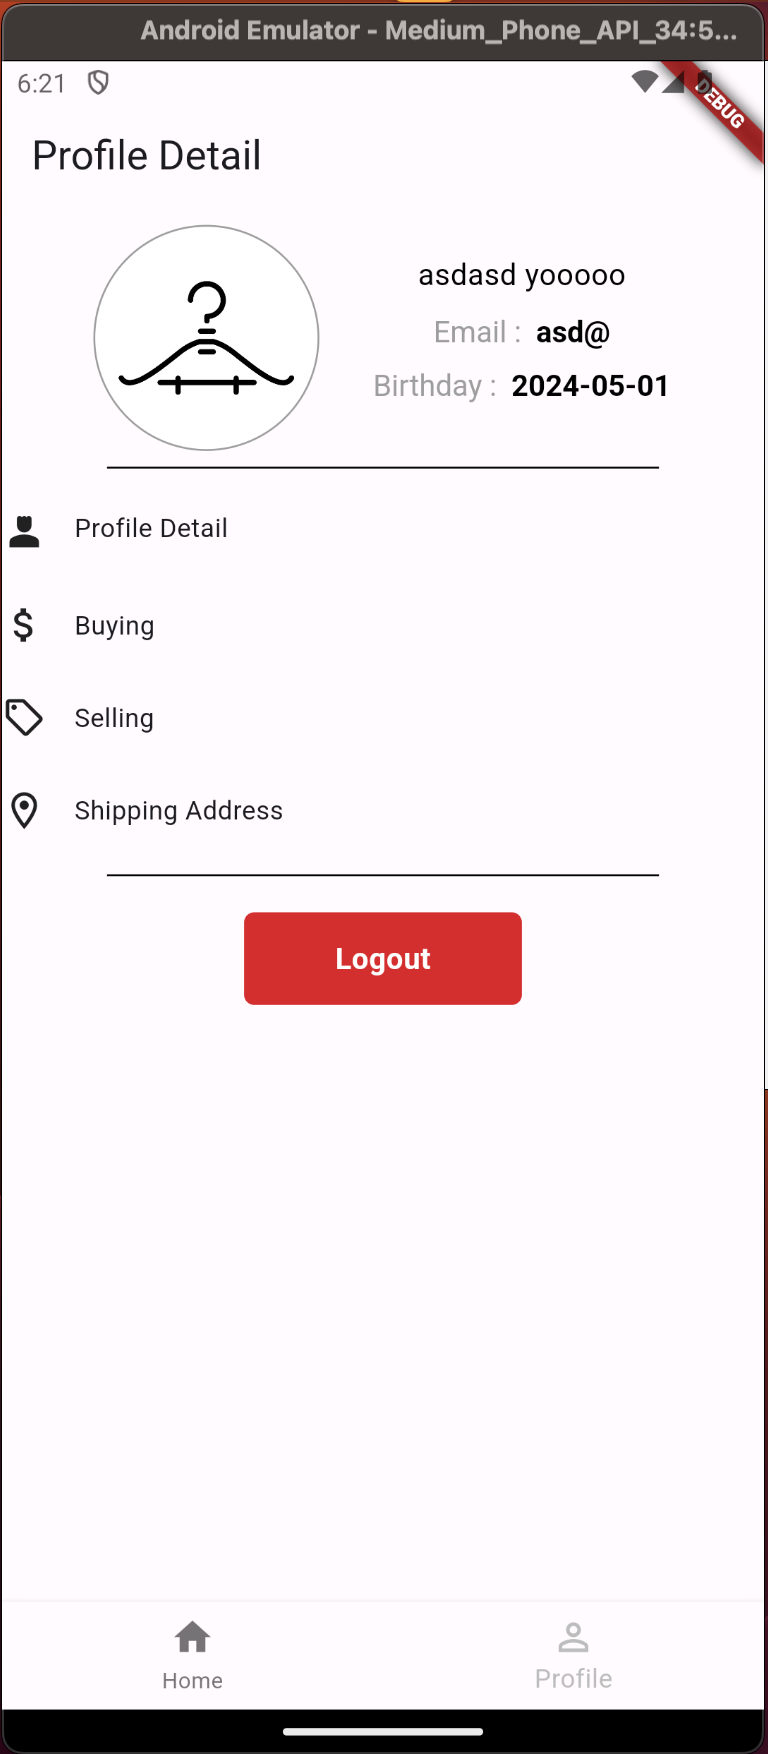 Android Emulator - Medium_Phone_API_34:5...
6:21
DEBUG
Profile Detail
asdasd yooooo
Email : asd@
Birthday : 2024-05-01
Profile Detail
Buying
Selling
Shipping Address
Logout
Home
Profile